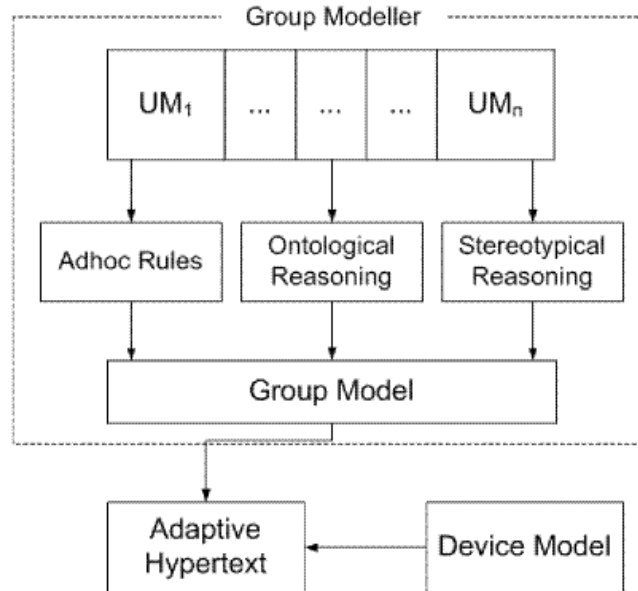 Group Modeller
UM₁ ... ... ... UMₙ
Adhoc Rules
Ontological
Reasoning
Stereotypical
Reasoning
Group Model
Adaptive
Hypertext
Device Model